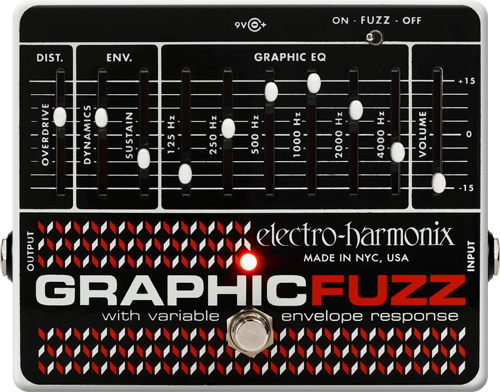 9V + ON - FUZZ - OFF
DIST. ENV. GRAPHIC EQ
+15
0
-15
OVERDRIVE
DYNAMICS
SUSTAIN
125 Hz
250 Hz
500 Hz
1000 Hz
2000 Hz
4000 Hz
VOLUME
OUTPUT
INPUT
electro-harmonix
MADE IN NYC, USA
GRAPHICFUZZ
with variable envelope response